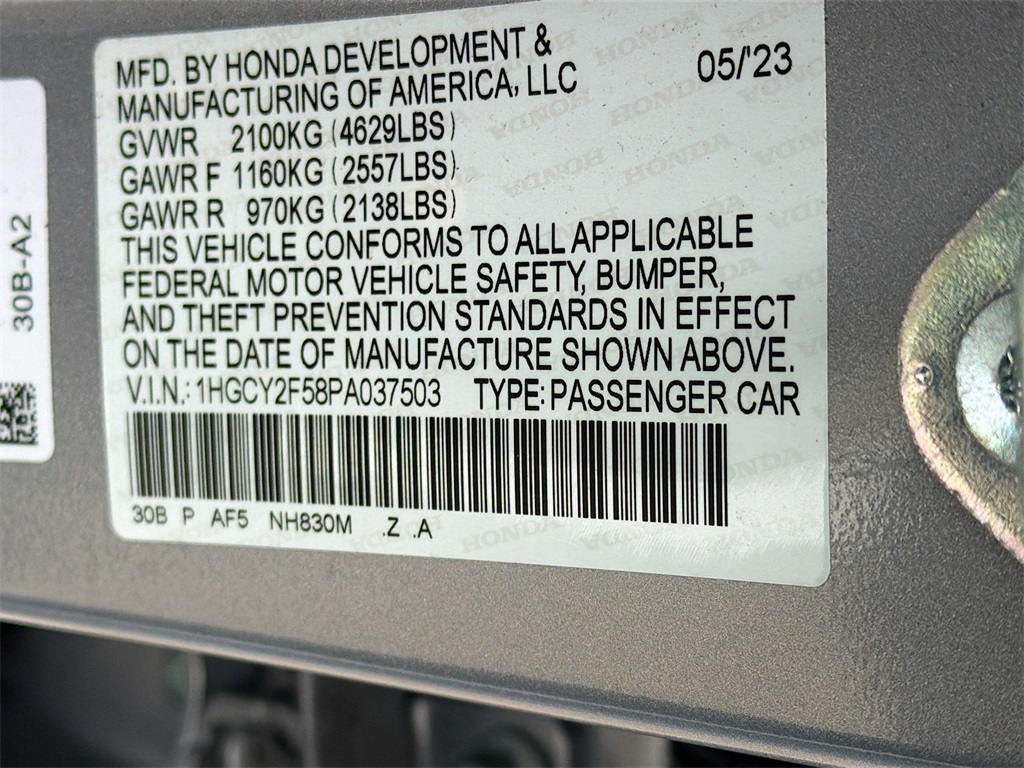 MFD. BY HONDA DEVELOPMENT &
MANUFACTURING OF AMERICA, LLC
05/'23
GVWR 2100KG (4629LBS)
GAWR F 1160KG (2557LBS)
GAWR R 970KG (2138LBS)
THIS VEHICLE CONFORMS TO ALL APPLICABLE
FEDERAL MOTOR VEHICLE SAFETY, BUMPER,
AND THEFT PREVENTION STANDARDS IN EFFECT
ON THE DATE OF MANUFACTURE SHOWN ABOVE.
V.I.N.: 1HGCY2F58PA037503 TYPE: PASSENGER CAR
30B P AF5 NH830M .Z .A
30B-A2
HONDA